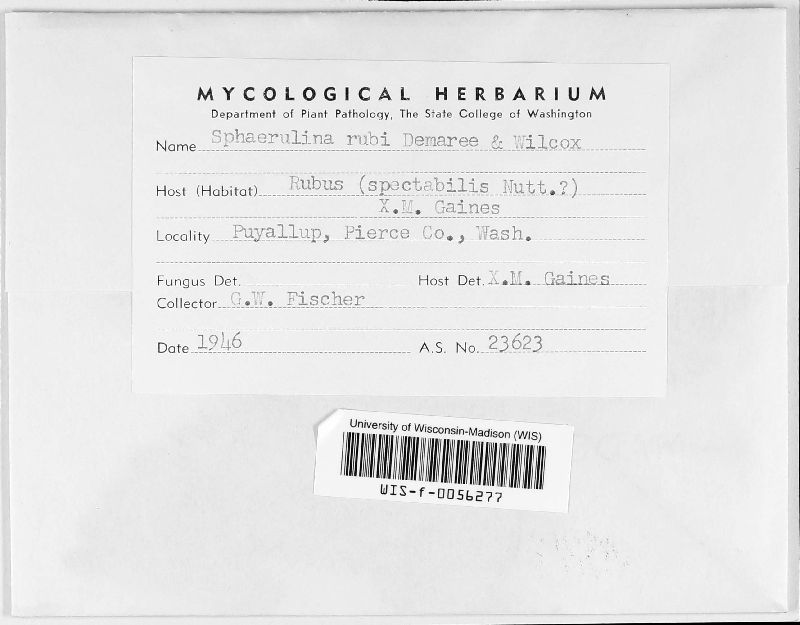 MYCOLOGICAL HERBARIUM
Department of Plant Pathology, The State College of Washington
Name Sphaerulina rubi Demaree & Wilcox
Host (Habitat) Rubus (spectabilis Nutt.?)
X.M. Gaines
Locality Puyallup, Pierce Co., Wash.
Fungus Det. Host Det. X.M. Gaines
Collector G.W. Fischer
Date 1946 A.S. No. 23623
University of Wisconsin-Madison (WIS)
WIS-f-0056277